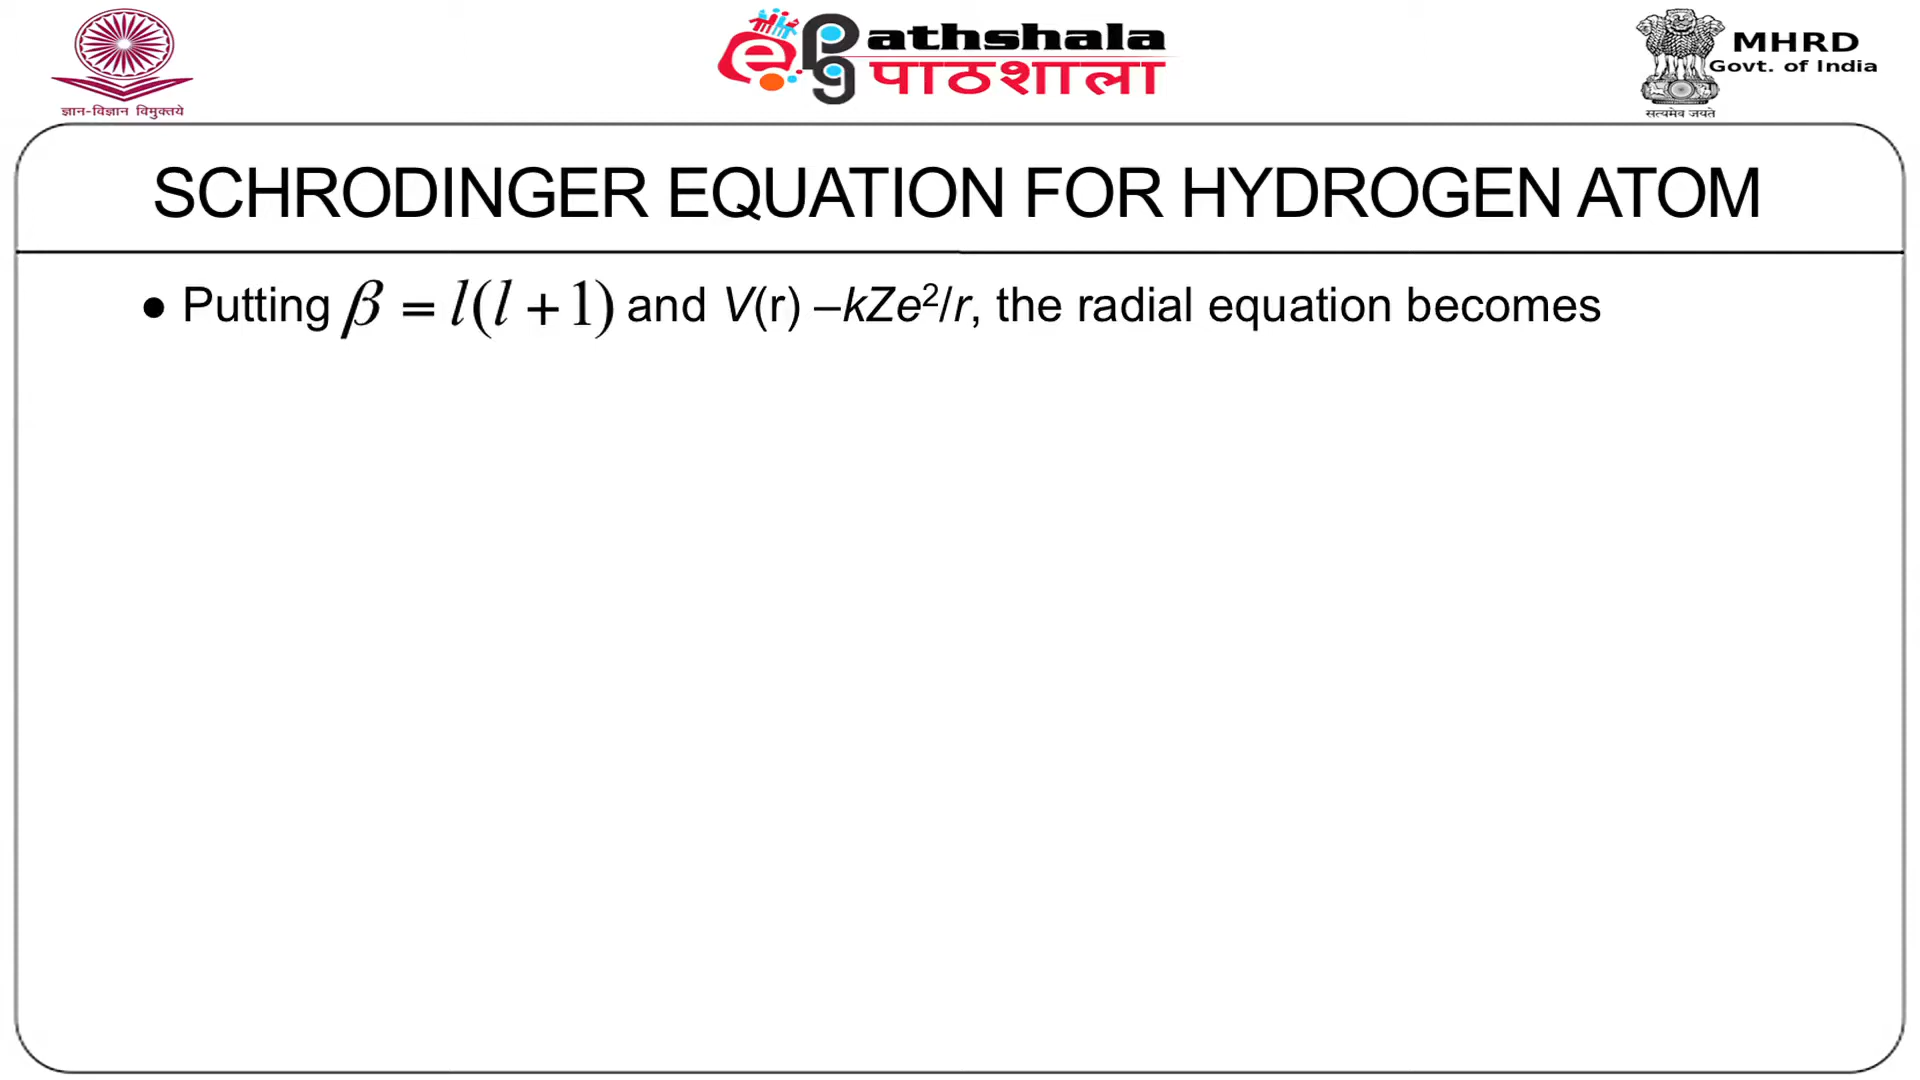 ज्ञान-विज्ञान विमुक्तये
ePathshala
पाठशाला
MHRD
Govt. of India
सत्यमेव जयते
SCHRODINGER EQUATION FOR HYDROGEN ATOM
• Putting β = l(l + 1) and V(r) –kZe²/r, the radial equation becomes